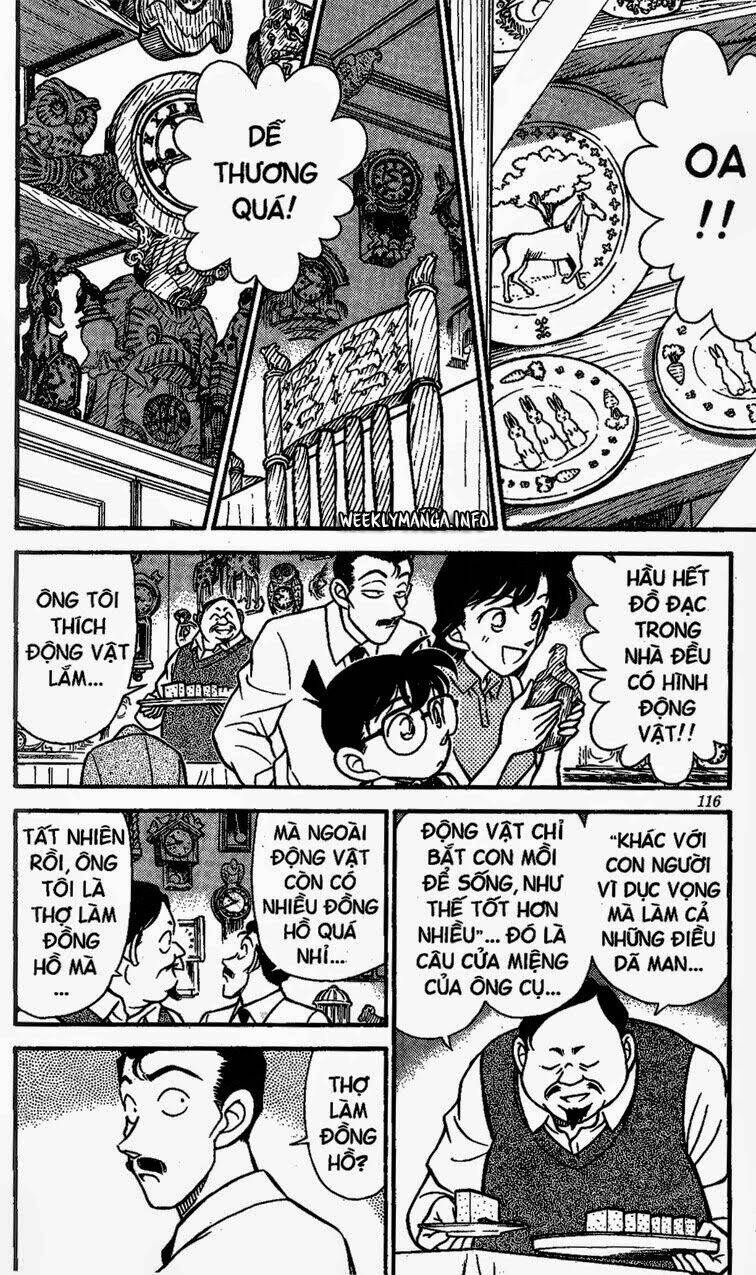 OA
!!
DỄ
THƯƠNG
QUÁ!
WEEKLYMANGA.INFO
HẦU HẾT
ĐỒ ĐẠC
TRONG
NHÀ ĐỀU
CÓ HÌNH
ĐỘNG
VẬT!!
ÔNG TÔI
THÍCH
ĐỘNG VẬT
LẮM...
116
"KHÁC VỚI
CON NGƯỜI
VÌ DỤC VỌNG
MÀ LÀM CẢ
NHỮNG ĐIỀU
DÃ MAN...
ĐỘNG VẬT CHỈ
BẮT CON MỒI
ĐỂ SỐNG, NHƯ
THẾ TỐT HƠN
NHIỀU"... ĐÓ LÀ
CÂU CỬA MIỆNG
CỦA ÔNG CỤ...
MÀ NGOÀI
ĐỘNG VẬT
CÒN CÓ
NHIỀU ĐỒNG
HỒ QUÁ
NHỈ...
TẤT NHIÊN
RỒI, ÔNG
TÔI LÀ
THỢ LÀM
ĐỒNG
HỒ MÀ
...
THỢ
LÀM
ĐỒNG
HỒ?